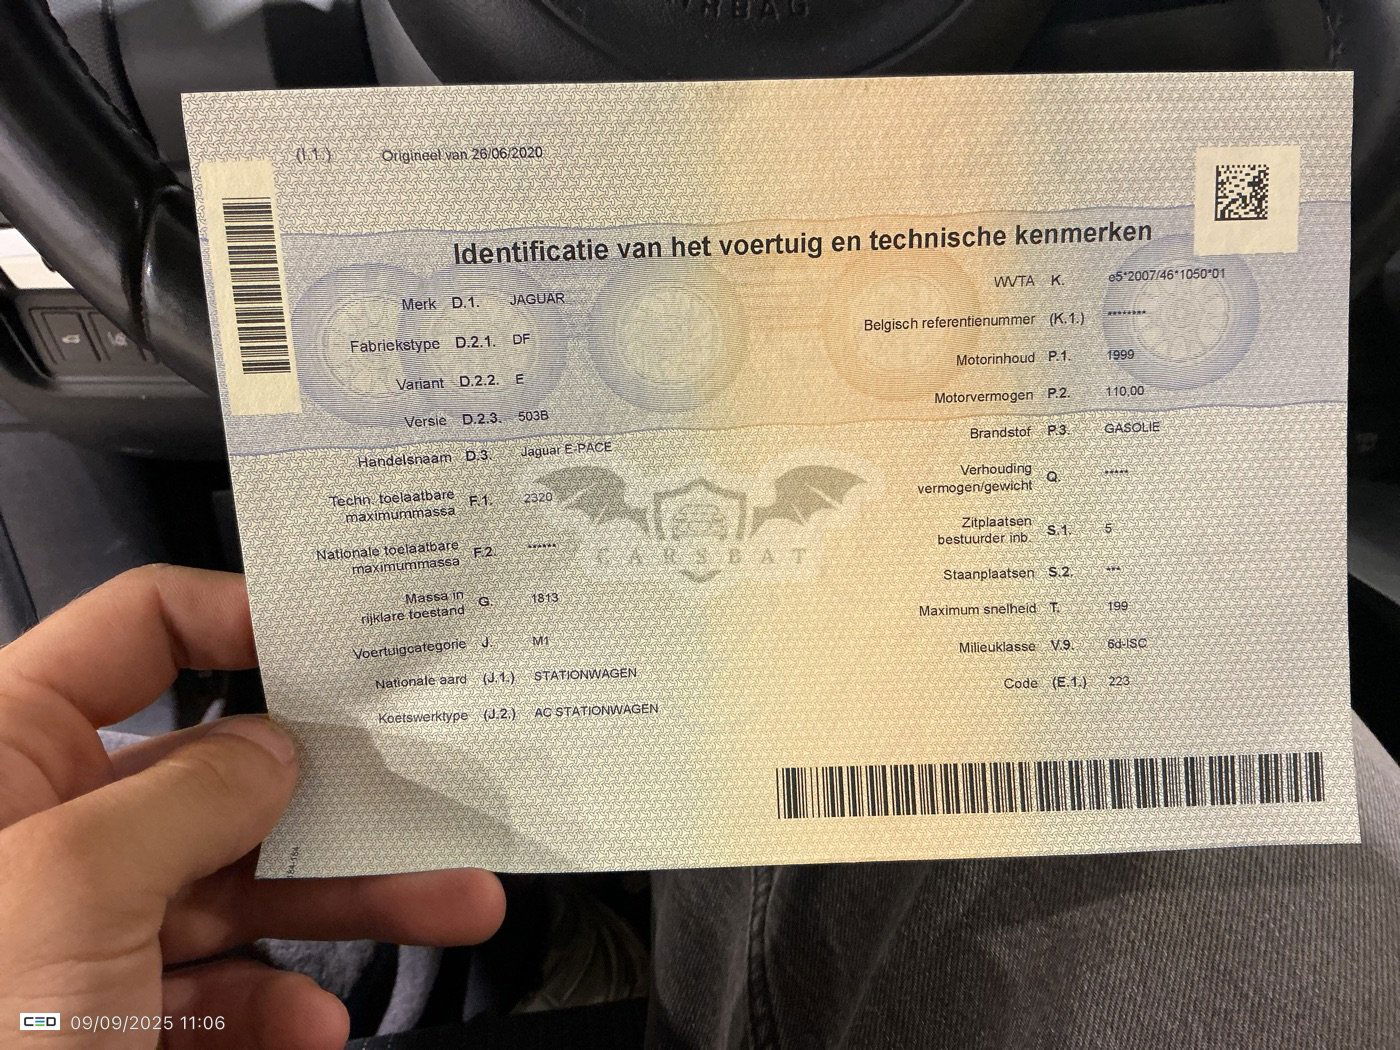 AIRBAG
(I.1.) Origineel van 26/06/2020
Identificatie van het voertuig en technische kenmerken
Merk D.1. JAGUAR
Fabriekstype D.2.1. DF
Variant D.2.2. E
Versie D.2.3. 503B
Handelsnaam D.3. Jaguar E-PACE
Techn. toelaatbare
maximummassa F.1. 2320
Nationale toelaatbare
maximummassa F.2. ******
Massa in
rijklare toestand G. 1813
Voertuigcategorie J. M1
Nationale aard (J.1.) STATIONWAGEN
Koetswerktype (J.2.) AC STATIONWAGEN
WVTA K. e5*2007/46*1050*01
Belgisch referentienummer (K.1.) ********
Motorinhoud P.1. 1999
Motorvermogen P.2. 110,00
Brandstof P.3. GASOLIE
Verhouding
vermogen/gewicht Q. *****
Zitplaatsen
bestuurder inb. S.1. 5
Staanplaatsen S.2. ***
Maximum snelheid T. 199
Milieuklasse V.9. 6d-ISC
Code (E.1.) 223
CARSBAT
CED 09/09/2025 11:06